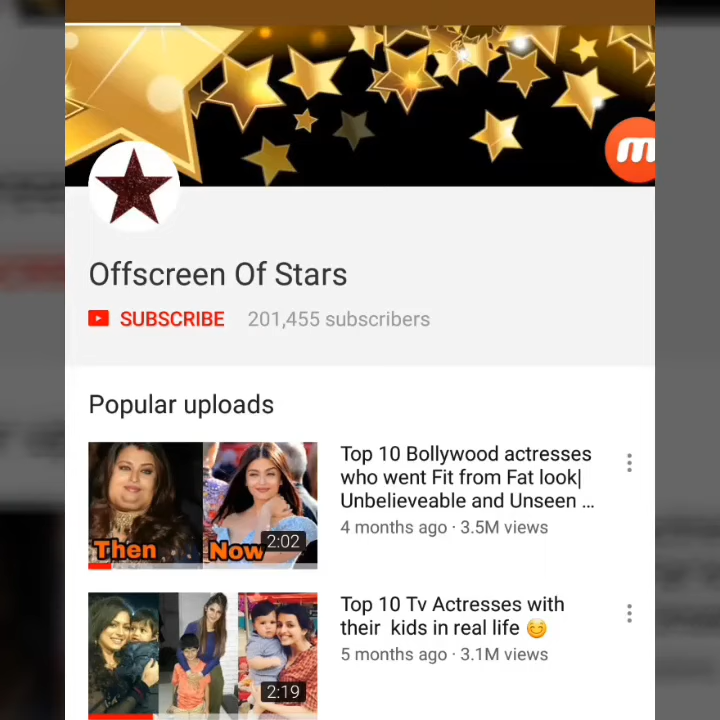 m
Offscreen Of Stars
SUBSCRIBE 201,455 subscribers
Popular uploads
Top 10 Bollywood actresses
who went Fit from Fat look|
Unbelieveable and Unseen ...
4 months ago · 3.5M views
Then Now 2:02
Top 10 Tv Actresses with
their kids in real life 😊
5 months ago · 3.1M views
2:19